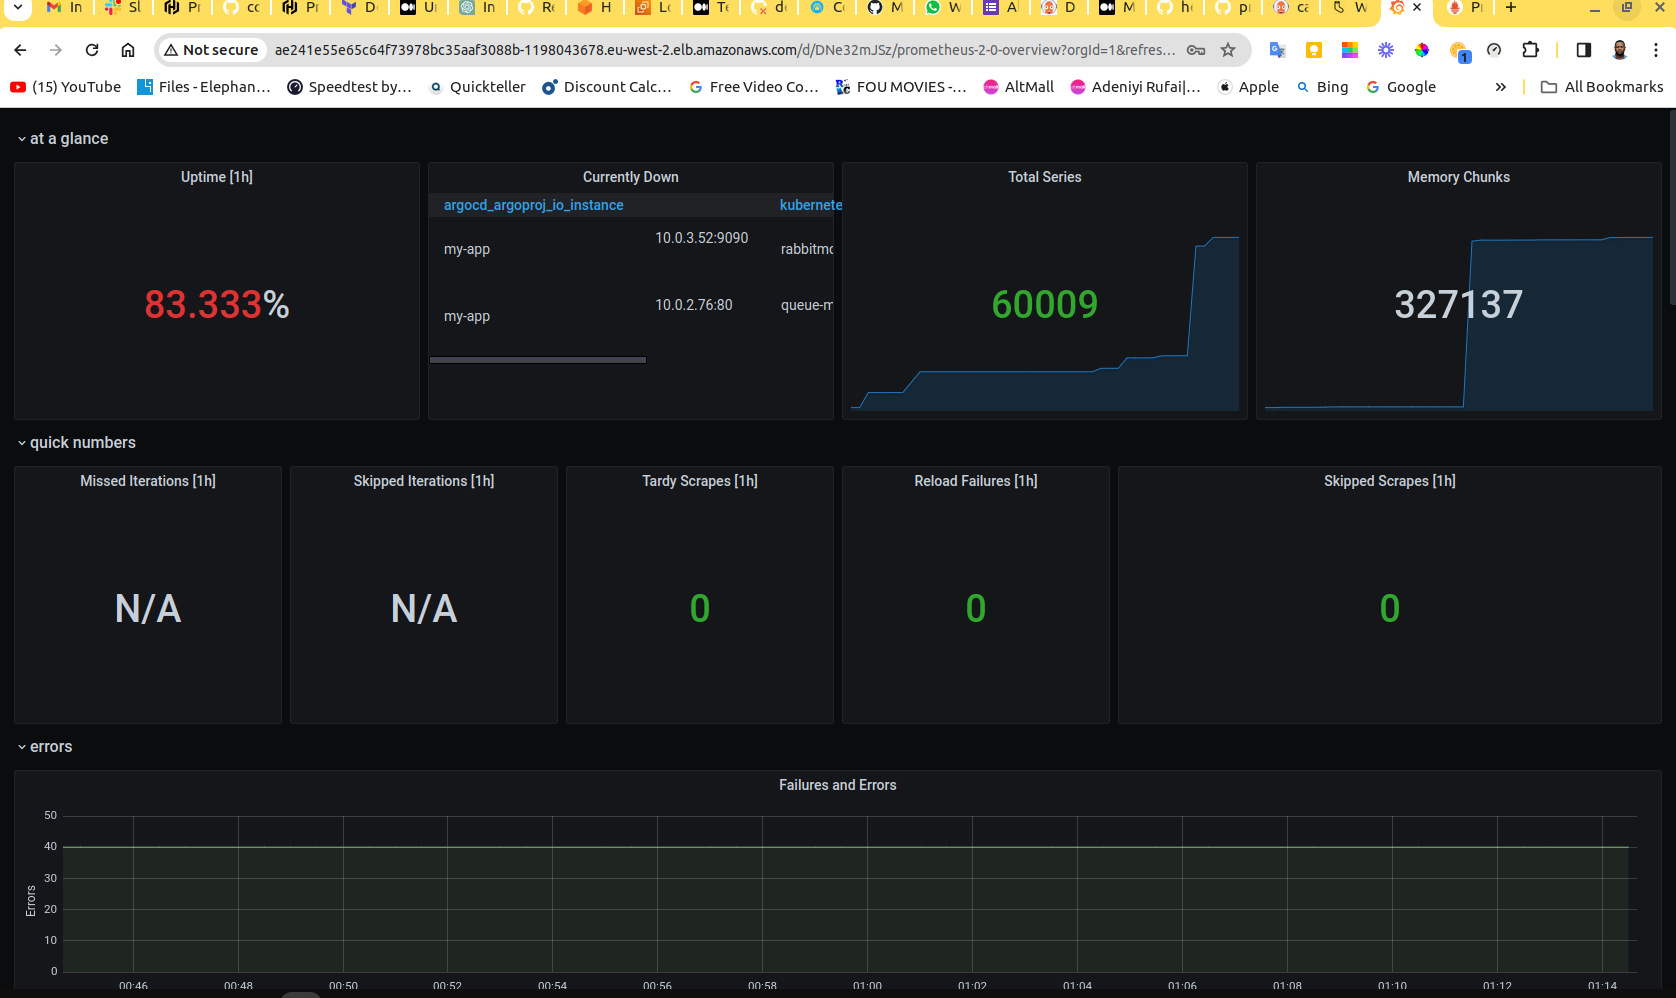 In
Sl
Pr
cc
Pr
D
Ui
In
Re
H
Lc
Te
de
C
M
W
A
D
M
he
pr
ca
W
Pr
Not secure
ae241e55e65c64f73978bc35aaf3088b-1198043678.eu-west-2.elb.amazonaws.com/d/DNe32mJSz/prometheus-2-0-overview?orgId=1&refres...
1
(15) YouTube
Files - Elephan...
Speedtest by...
Quickteller
Discount Calc...
Free Video Co...
FOU MOVIES -...
AltMall
Adeniyi Rufai|...
Apple
Bing
Google
»
All Bookmarks
at a glance
Uptime [1h]
Currently Down
Total Series
Memory Chunks
argocd_argoproj_io_instance
kubernete
my-app
10.0.3.52:9090
rabbitmq
my-app
10.0.2.76:80
queue-m
83.333%
60009
327137
quick numbers
Missed Iterations [1h]
Skipped Iterations [1h]
Tardy Scrapes [1h]
Reload Failures [1h]
Skipped Scrapes [1h]
N/A
N/A
0
0
0
errors
Failures and Errors
Errors
50
40
30
20
10
0
00:46
00:48
00:50
00:52
00:54
00:56
00:58
01:00
01:02
01:04
01:06
01:08
01:10
01:12
01:14